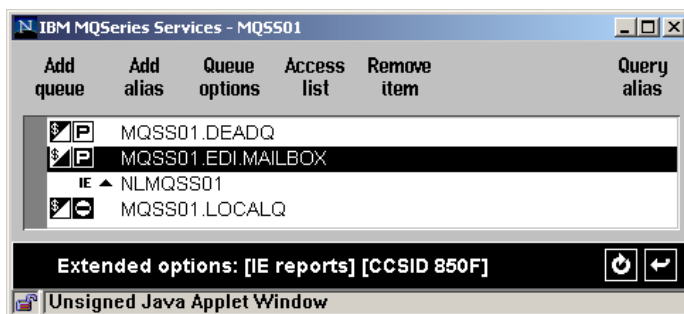 IBM MQSeries Services - MQSS01
Add queue Add alias Queue options Access list Remove item Query alias
$ P MQSS01.DEADQ
$ P MQSS01.EDI.MAILBOX
IE NLMQSS01
$ MQSS01.LOCALQ
Extended options: [IE reports] [CCSID 850F]
Unsigned Java Applet Window